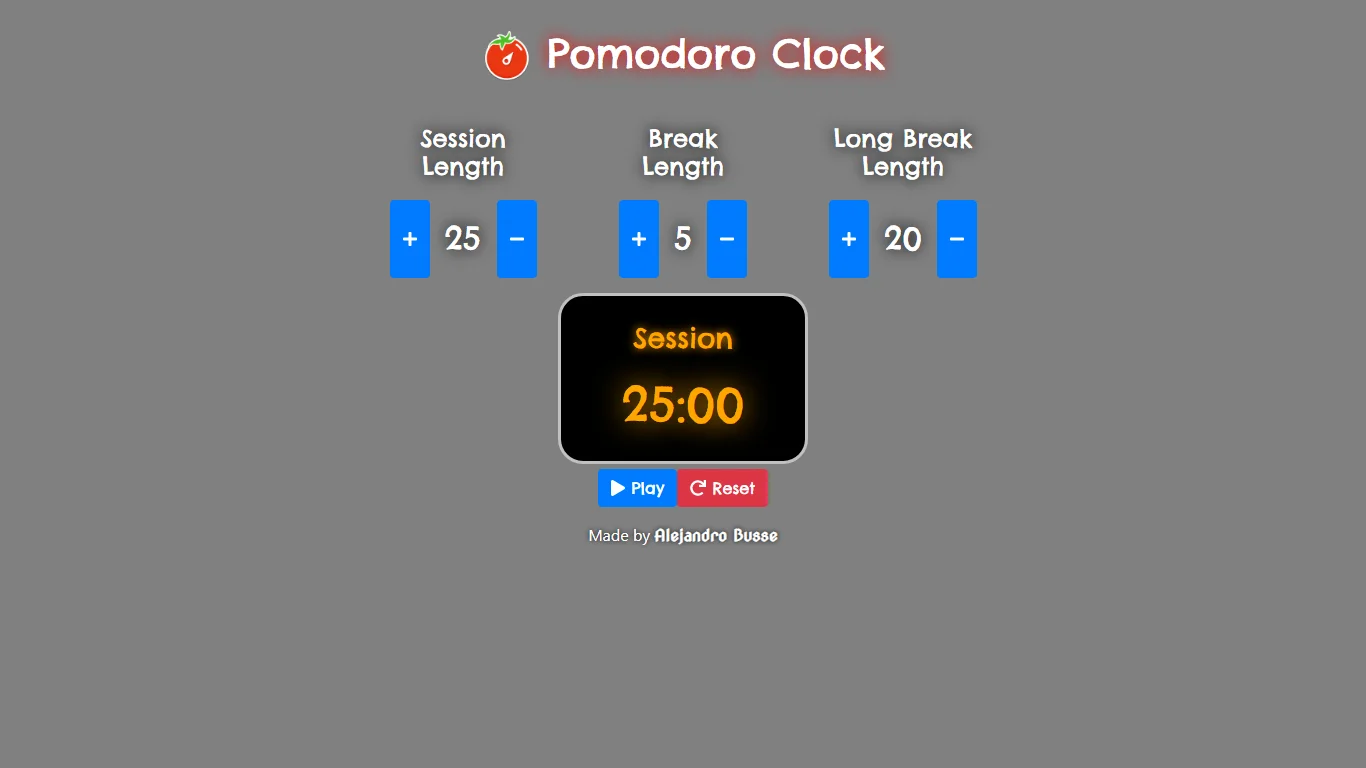 Pomodoro Clock
Session
Length
Break
Length
Long Break
Length
+ 25 −
+ 5 −
+ 20 −
Session
25:00
Play
Reset
Made by Alejandro Busse